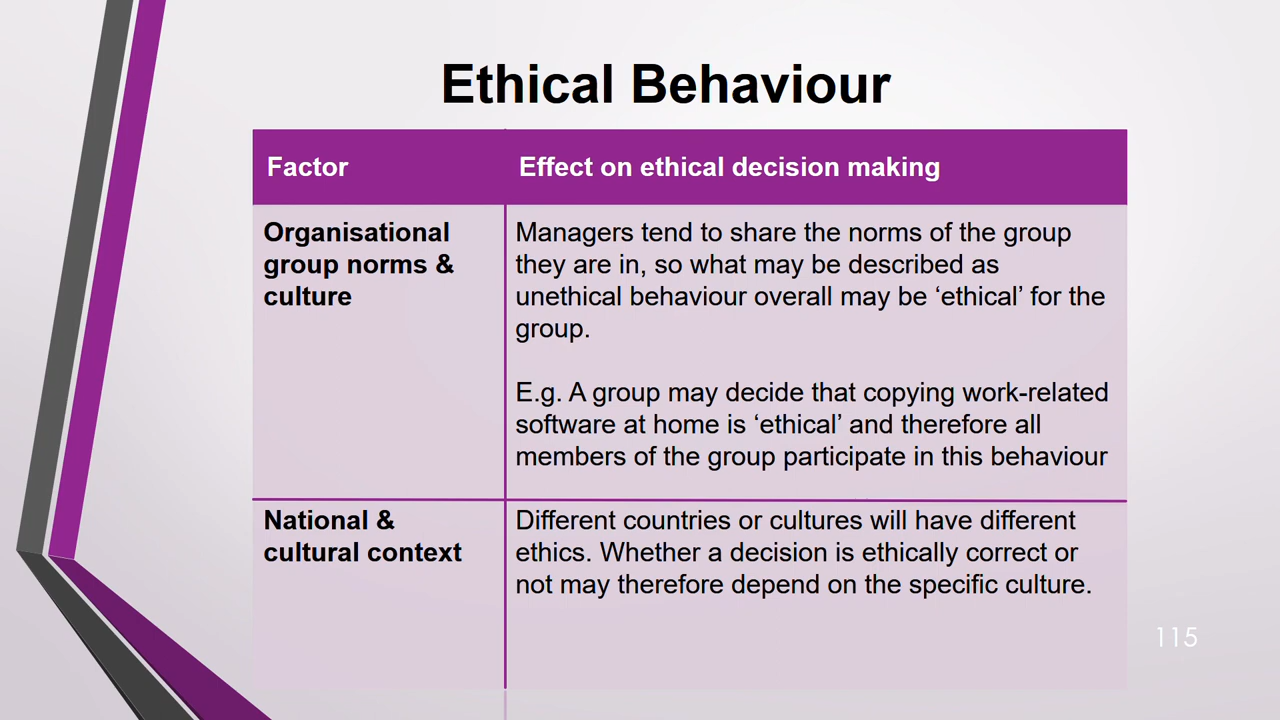 Ethical Behaviour
Factor
Effect on ethical decision making
Organisational
group norms &
culture
Managers tend to share the norms of the group
they are in, so what may be described as
unethical behaviour overall may be ‘ethical’ for the
group.
E.g. A group may decide that copying work-related
software at home is ‘ethical’ and therefore all
members of the group participate in this behaviour
National &
cultural context
Different countries or cultures will have different
ethics. Whether a decision is ethically correct or
not may therefore depend on the specific culture.
115